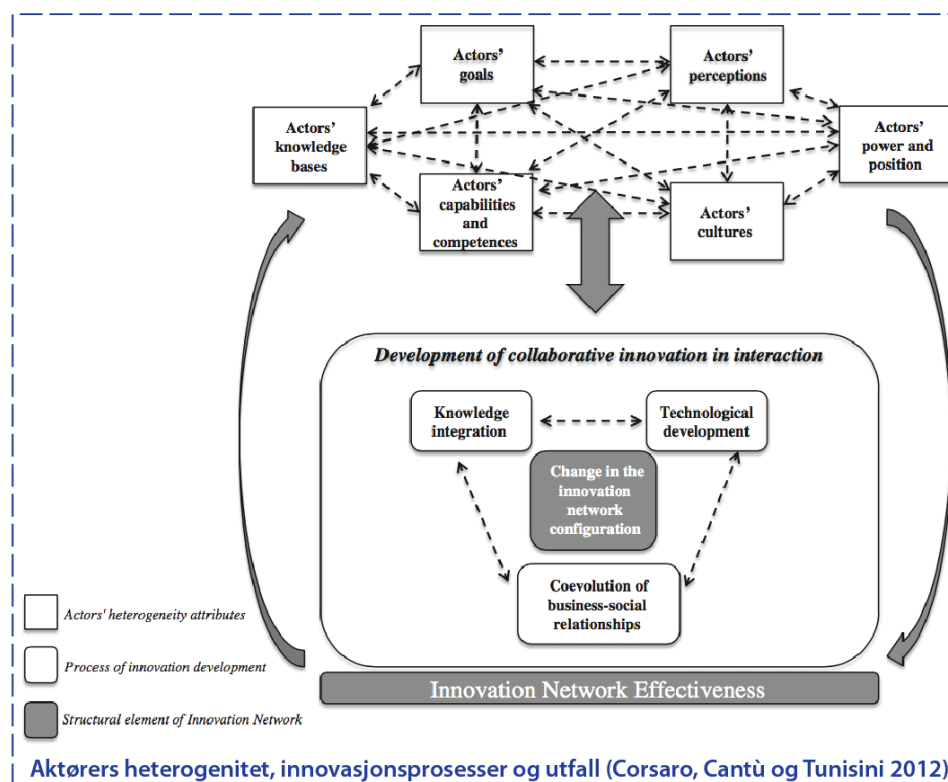 Actors'
goals
Actors'
perceptions
Actors'
knowledge
bases
Actors'
power and
position
Actors'
capabilities
and
competences
Actors'
cultures
Development of collaborative innovation in interaction
Knowledge
integration
Technological
development
Change in the
innovation
network
configuration
Coevolution of
business-social
relationships
Innovation Network Effectiveness
Actors' heterogeneity attributes
Process of innovation development
Structural element of Innovation Network
Aktørers heterogenitet, innovasjonsprosesser og utfall (Corsaro, Cantù og Tunisini 2012)